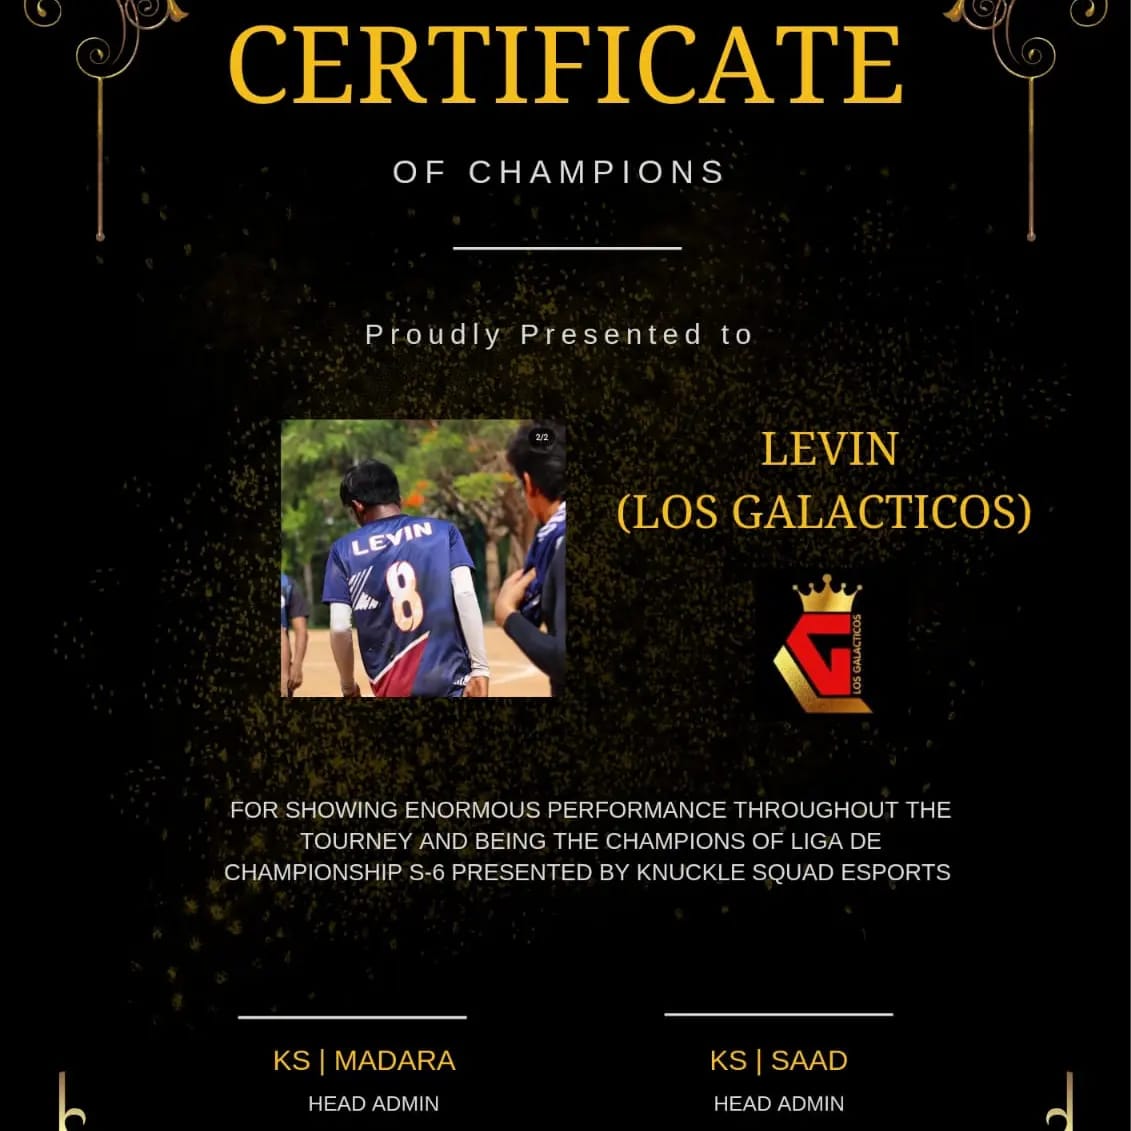 CERTIFICATE
OF CHAMPIONS
Proudly Presented to
2/2
LEVIN
8
LEVIN
(LOS GALACTICOS)
LOS GALACTICOS
FOR SHOWING ENORMOUS PERFORMANCE THROUGHOUT THE
TOURNEY AND BEING THE CHAMPIONS OF LIGA DE
CHAMPIONSHIP S-6 PRESENTED BY KNUCKLE SQUAD ESPORTS
KS | MADARA
HEAD ADMIN
KS | SAAD
HEAD ADMIN